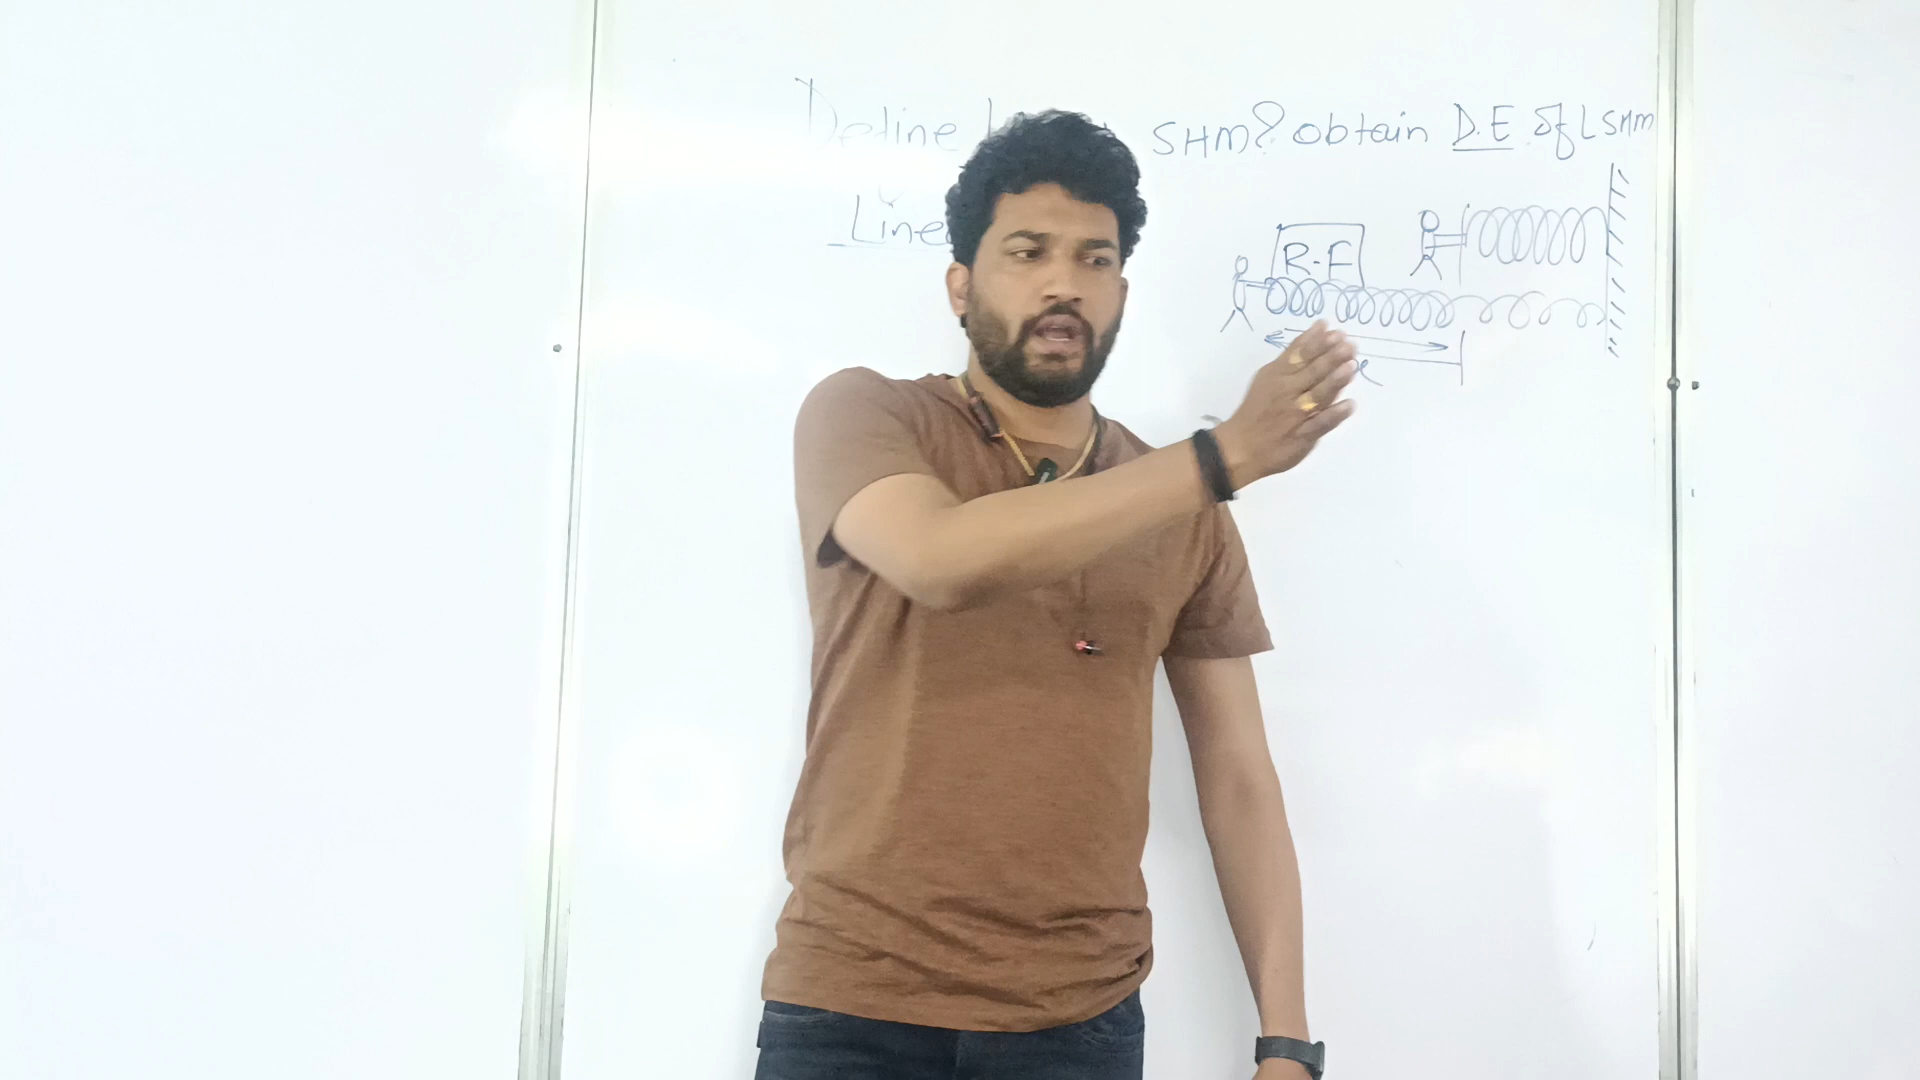 Define SHM? obtain D.E of LSHM
Line
R.F
x